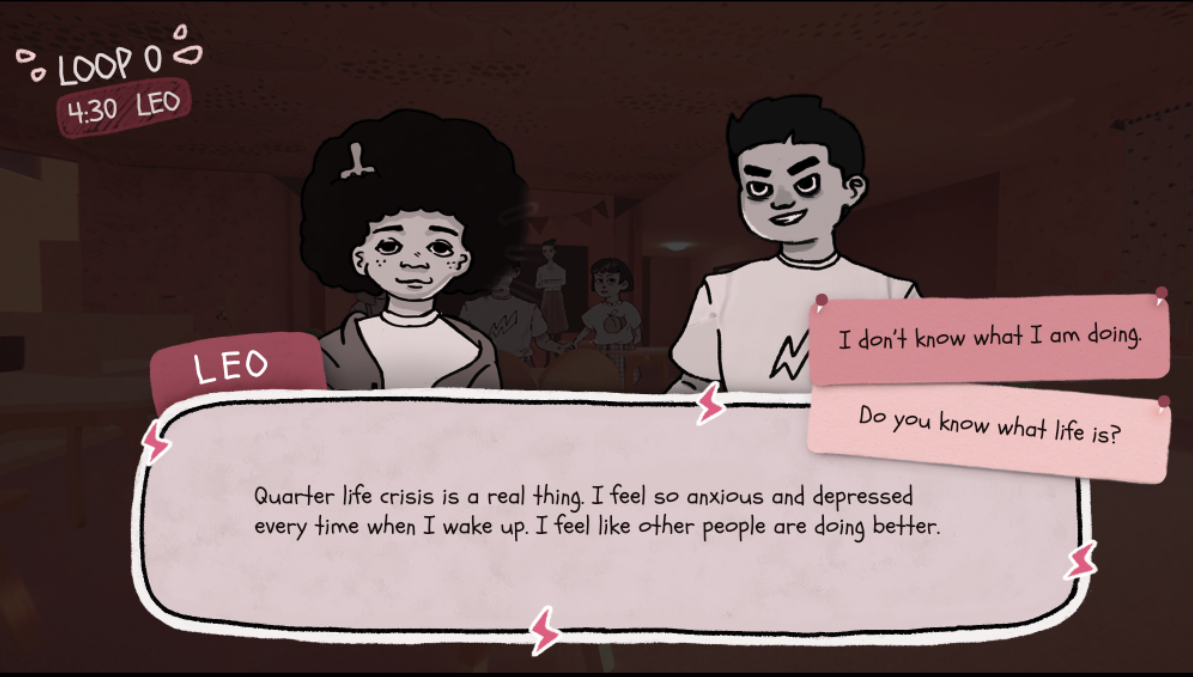 LOOP 0
4:30 LEO
I don't know what I am doing.
LEO
Do you know what life is?
Quarter life crisis is a real thing. I feel so anxious and depressed
every time when I wake up. I feel like other people are doing better.